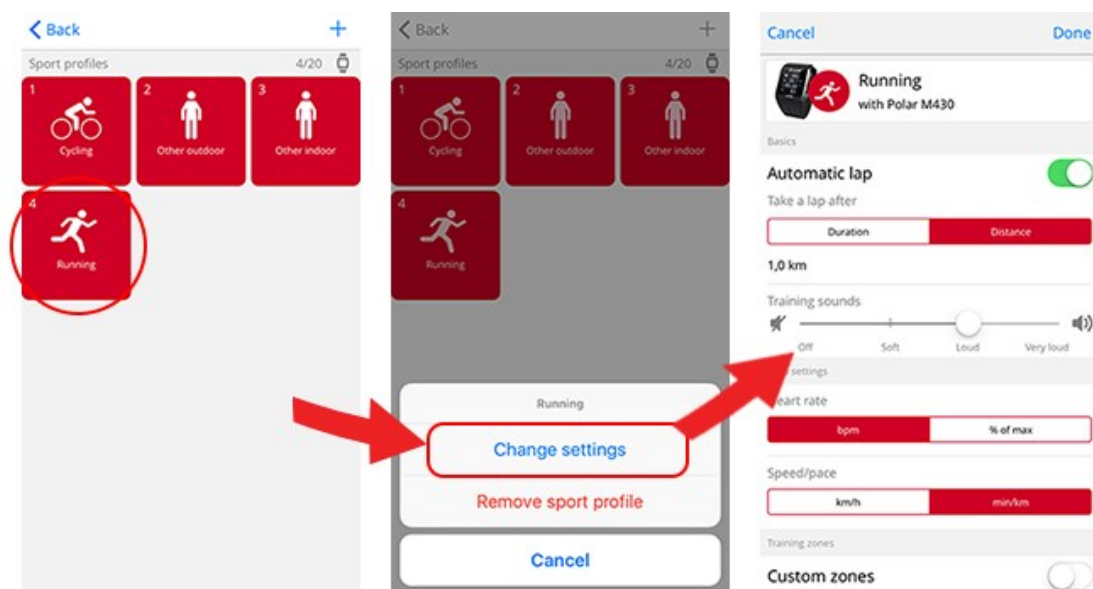 Back
Sport profiles 4/20
1 2 3
Cycling Other outdoor Other indoor
4
Running
Back
Sport profiles 4/20
1 2 3
Cycling Other outdoor Other indoor
4
Running
Running
Change settings
Remove sport profile
Cancel
Cancel Done
Running
with Polar M430
Basics
Automatic lap
Take a lap after
Duration Distance
1,0 km
Training sounds
Off Soft Loud Very loud
settings
eart rate
bpm % of max
Speed/pace
km/h min/km
Training zones
Custom zones